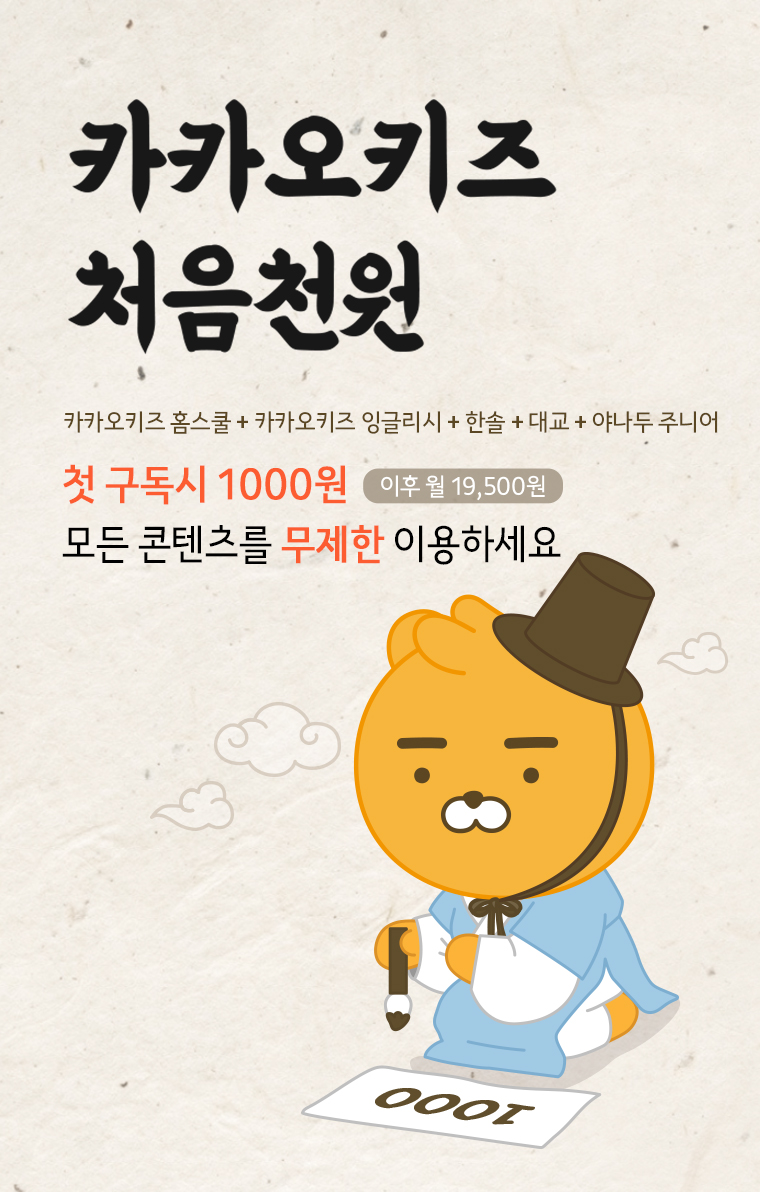 카카오키즈
처음천원
카카오키즈 홈스쿨 + 카카오키즈 잉글리시 + 한솔 + 대교 + 야나두 주니어
첫 구독시 1000원 이후 월 19,500원
모든 콘텐츠를 무제한 이용하세요
1000